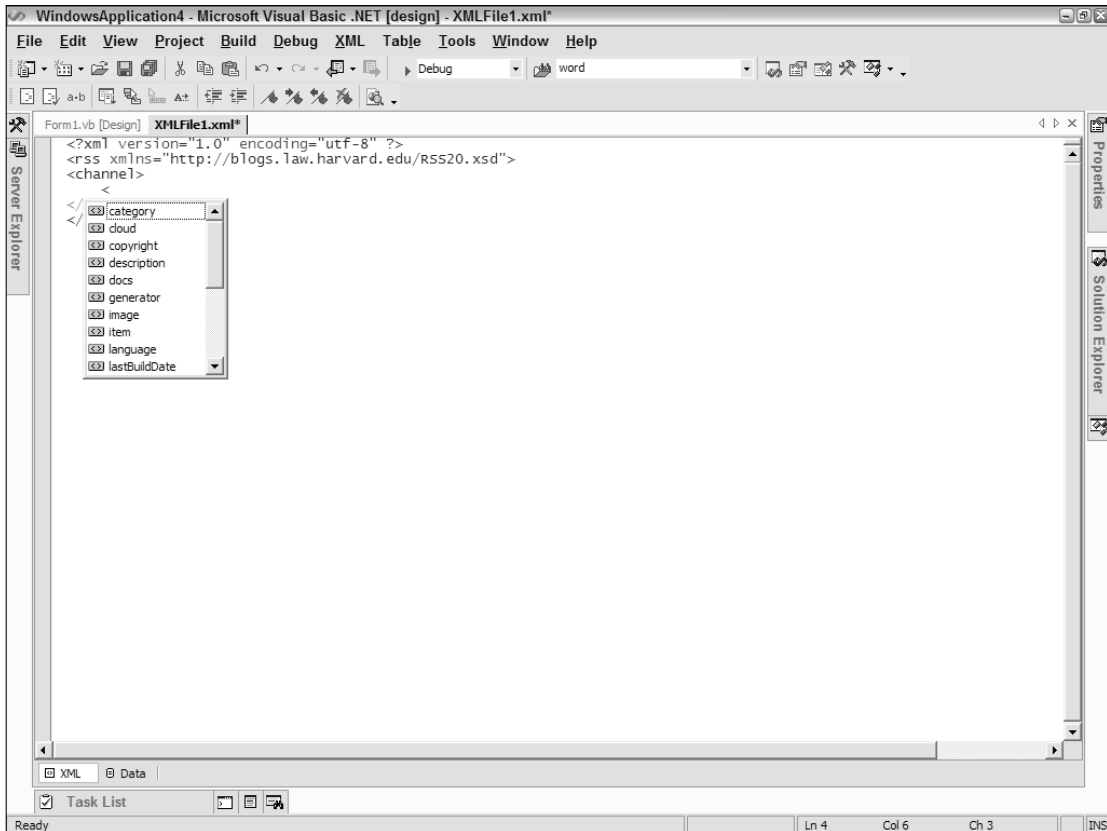 WindowsApplication4 - Microsoft Visual Basic .NET [design] - XMLFile1.xml*
File Edit View Project Build Debug XML Table Tools Window Help
Debug word
a-b A±
Form1.vb [Design] XMLFile1.xml*
<?xml version="1.0" encoding="utf-8" ?>
<rss xmlns="http://blogs.law.harvard.edu/RSS20.xsd">
<channel>
<
</
</
category
cloud
copyright
description
docs
generator
image
item
language
lastBuildDate
Server Explorer
Properties
Solution Explorer
XML Data
Task List
Ready Ln 4 Col 6 Ch 3 INS